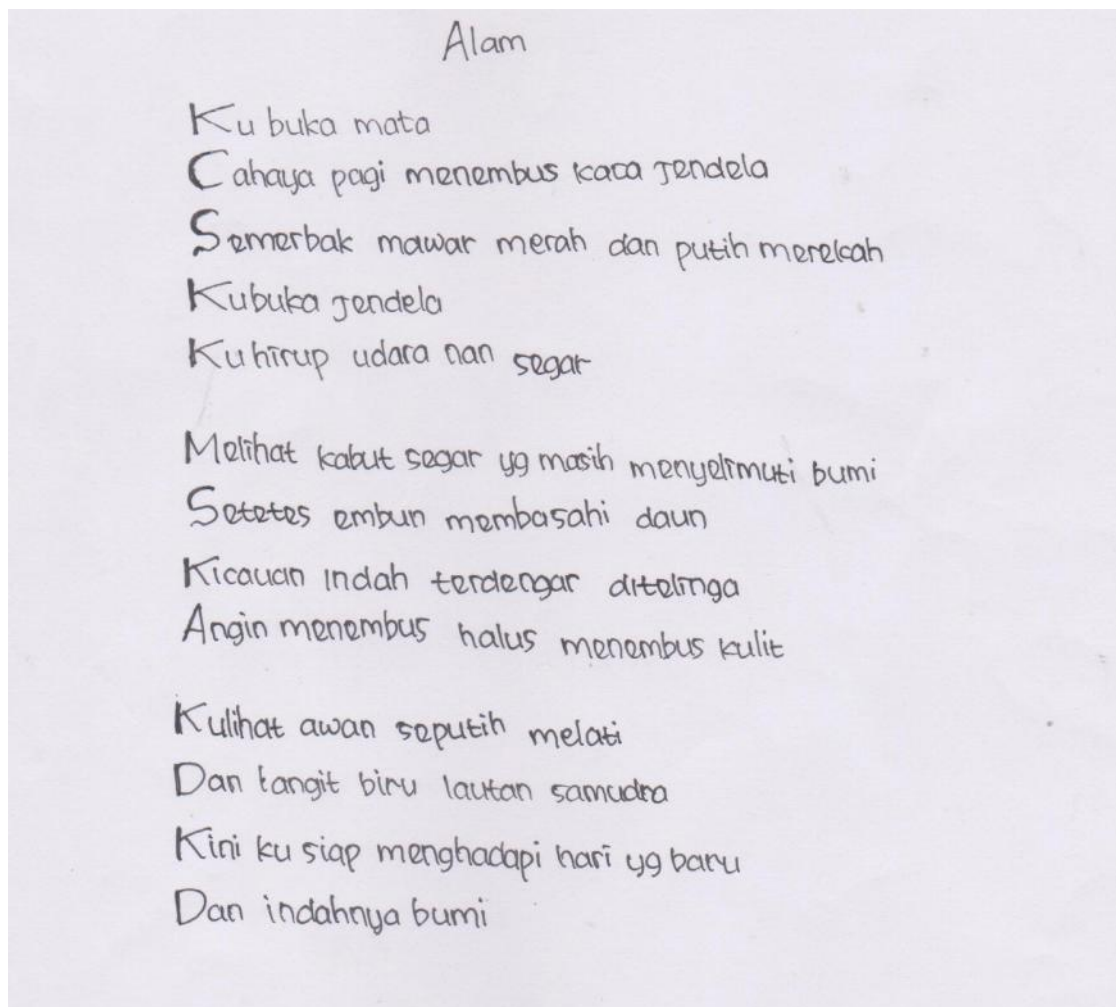 Alam
Ku buka mata
Cahaya pagi menembus kaca Jendela
Semerbak mawar merah dan putih merekah
Kubuka Jendela
Ku hirup udara nan segar
Melihat kabut segar yg masih menyelimuti bumi
Setetes embun membasahi daun
Kicauan Indah terdengar ditelinga
Angin menembus halus menembus kulit
Kulihat awan seputih melati
Dan langit biru lautan samudra
Kini ku siap menghadapi hari yg baru
Dan indahnya bumi